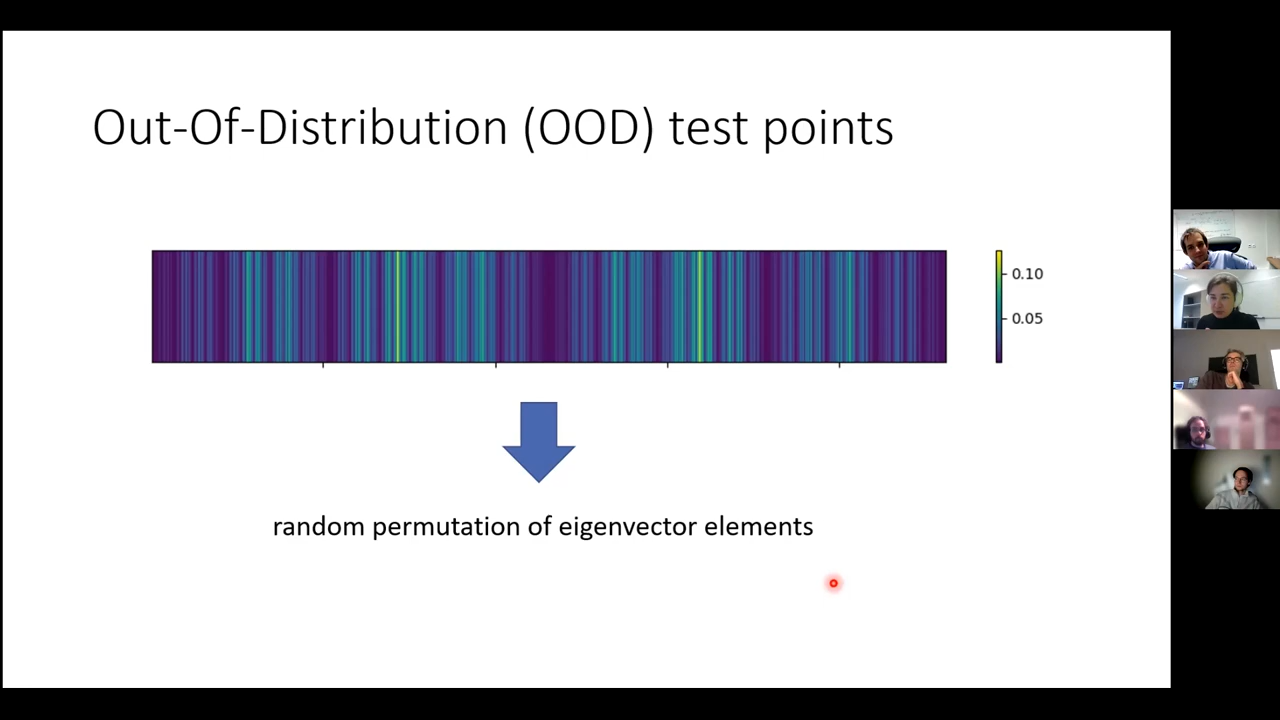 Out-Of-Distribution (OOD) test points
0.10
0.05
random permutation of eigenvector elements